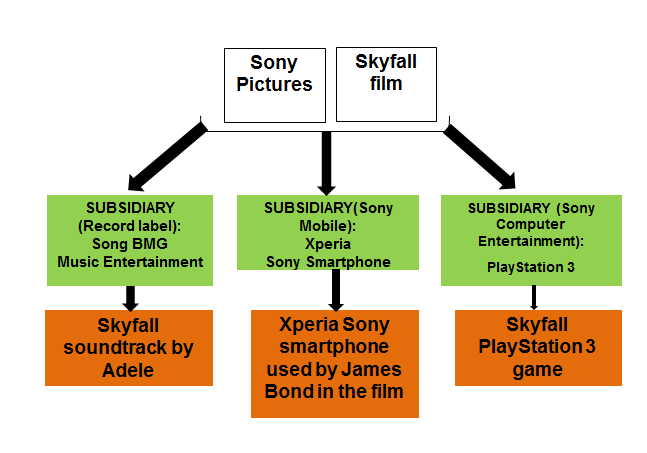 Sony
Pictures
Skyfall
film
SUBSIDIARY
(Record label):
Song BMG
Music Entertainment
SUBSIDIARY(Sony
Mobile):
Xperia
Sony Smartphone
SUBSIDIARY (Sony
Computer
Entertainment):
PlayStation 3
Skyfall
soundtrack by
Adele
Xperia Sony
smartphone
used by James
Bond in the film
Skyfall
PlayStation 3
game